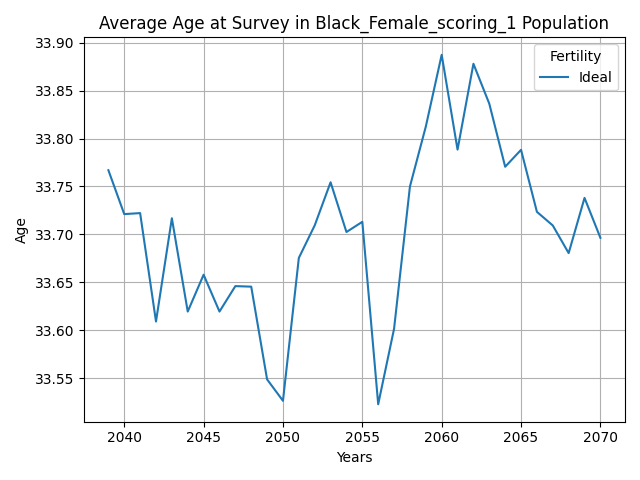 Average Age at Survey in Black_Female_scoring_1 Population
Fertility
Ideal
33.90
33.85
33.80
33.75
33.70
33.65
33.60
33.55
Age
2040 2045 2050 2055 2060 2065 2070
Years